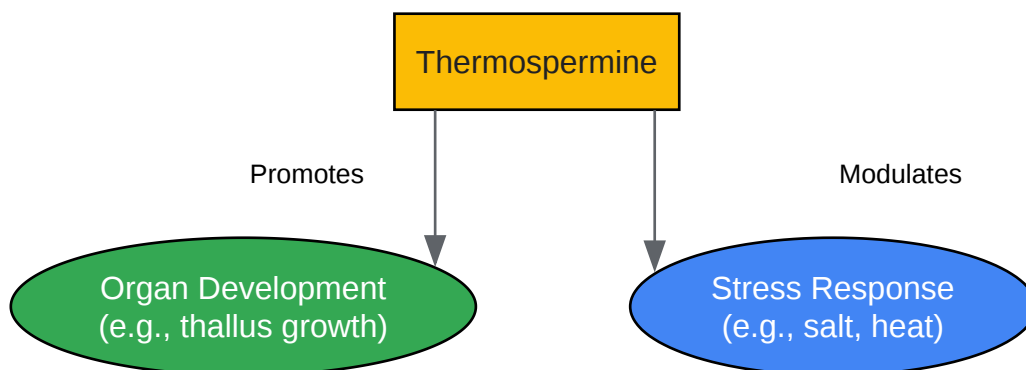 Thermospermine
Promotes
Modulates
Organ Development
(e.g., thallus growth)
Stress Response
(e.g., salt, heat)